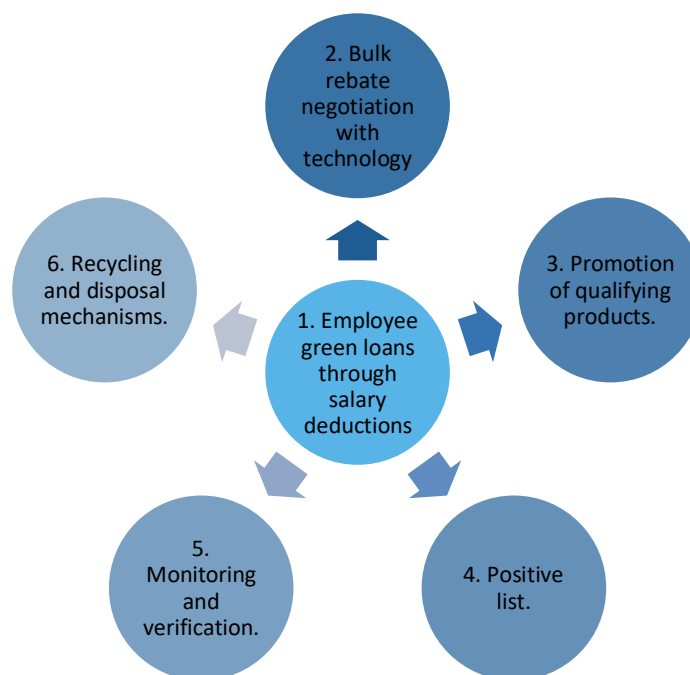 1. Employee
green loans
through
salary
deductions
2. Bulk
rebate
negotiation
with
technology
3. Promotion
of qualifying
products.
4. Positive
list.
5.
Monitoring
and
verification.
6. Recycling
and disposal
mechanisms.